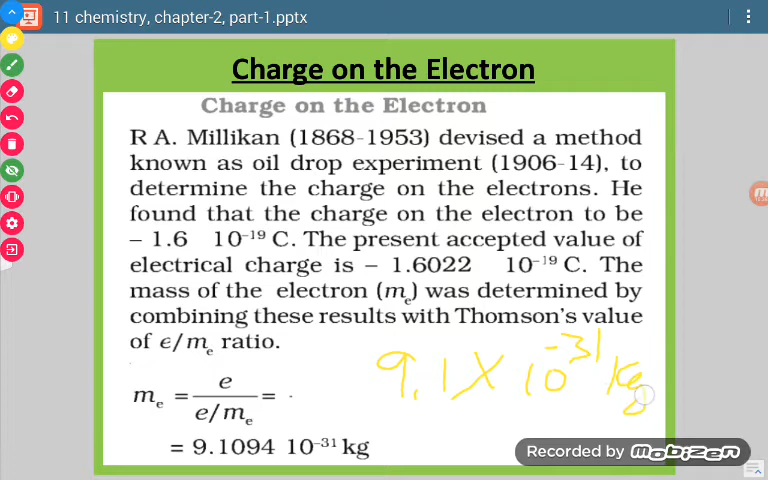 11 chemistry, chapter-2, part-1.pptx
Charge on the Electron
Charge on the Electron
R A. Millikan (1868-1953) devised a method
known as oil drop experiment (1906-14), to
determine the charge on the electrons. He
found that the charge on the electron to be
– 1.6 10⁻¹⁹ C. The present accepted value of
electrical charge is – 1.6022 10⁻¹⁹ C. The
mass of the electron (mₑ) was determined by
combining these results with Thomson's value
of e/mₑ ratio.
9.1 X 10⁻³¹ kg
mₑ = e / e/mₑ =
= 9.1094 10⁻³¹ kg
Recorded by Mobizen